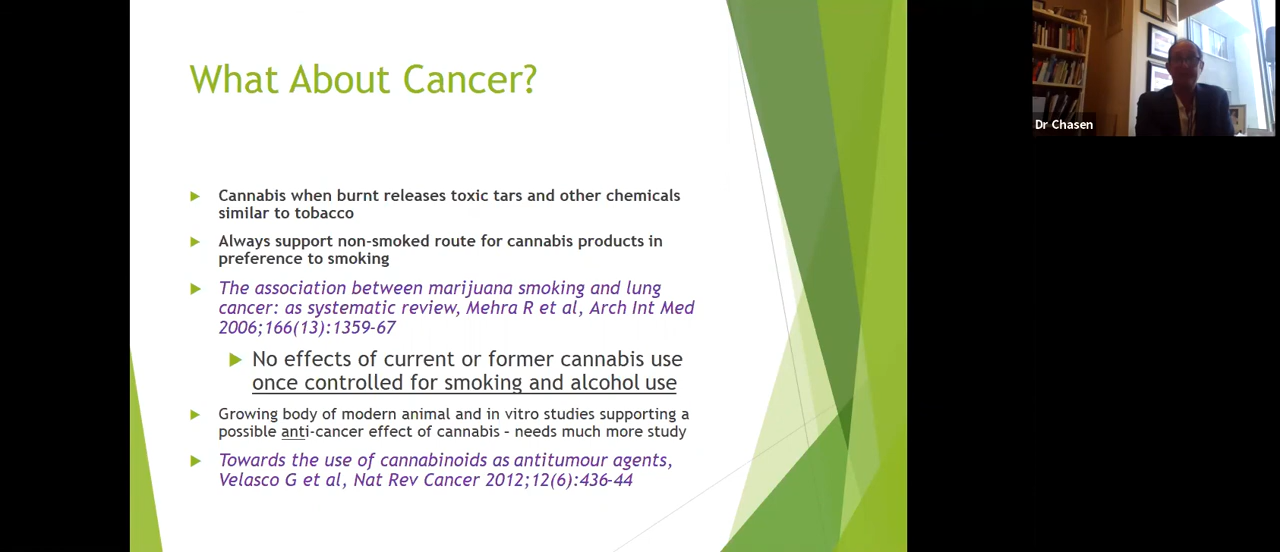 What About Cancer?
Cannabis when burnt releases toxic tars and other chemicals
similar to tobacco
Always support non-smoked route for cannabis products in
preference to smoking
The association between marijuana smoking and lung
cancer: as systematic review, Mehra R et al, Arch Int Med
2006;166(13):1359-67
No effects of current or former cannabis use
once controlled for smoking and alcohol use
Growing body of modern animal and in vitro studies supporting a
possible anti-cancer effect of cannabis – needs much more study
Towards the use of cannabinoids as antitumour agents,
Velasco G et al, Nat Rev Cancer 2012;12(6):436-44
Dr Chasen